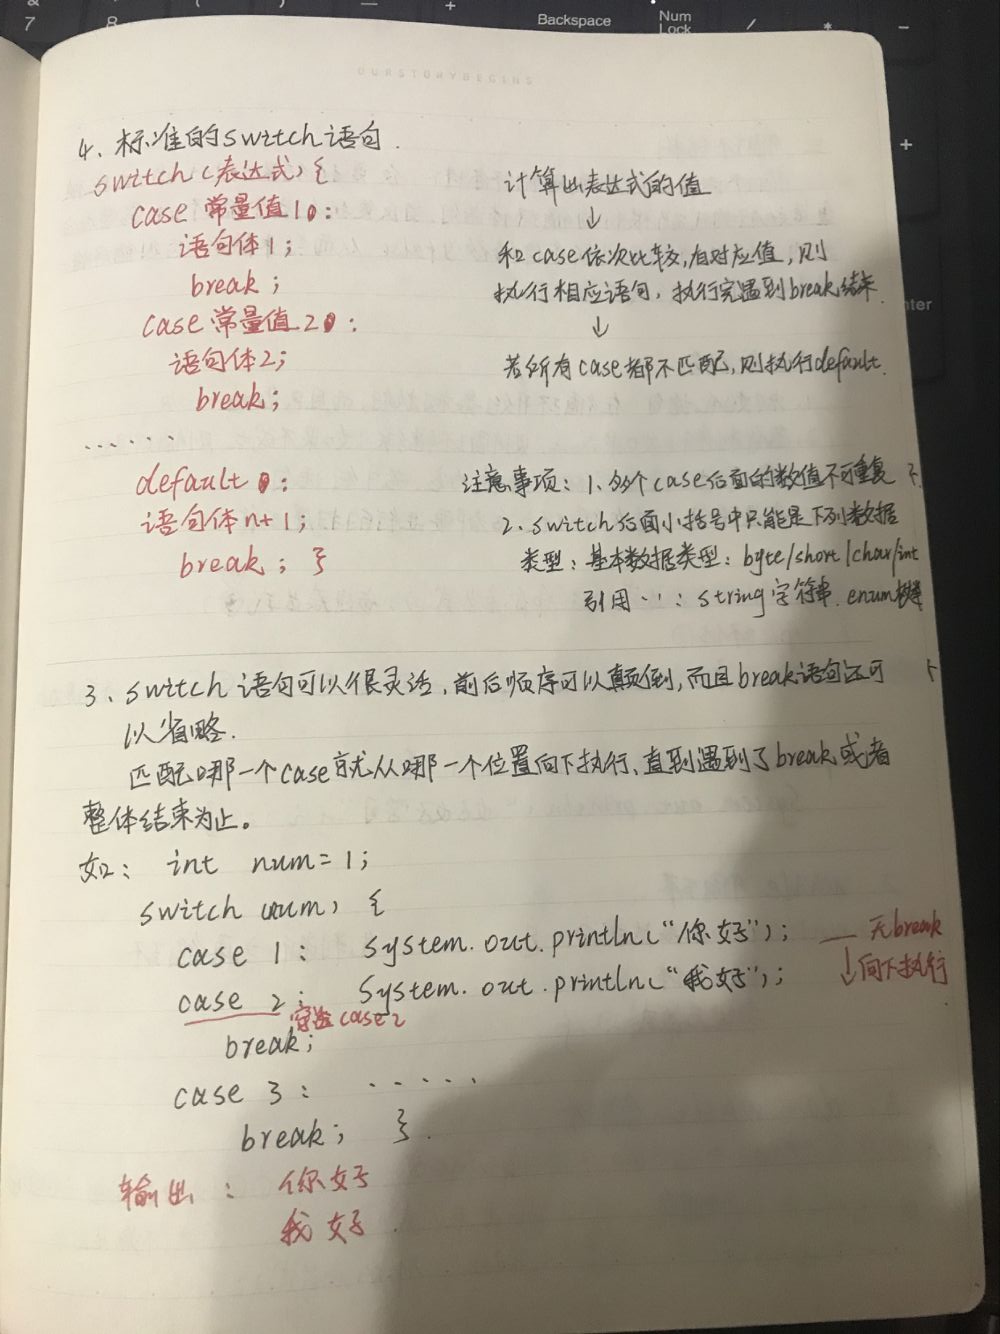 Backspace
Num
Lock
7
8
OURSTORYBEGINS
4、标准的switch语句.
switch(表达式){
case 常量值1:
语句体1;
break;
case 常量值2:
语句体2;
break;
......
default:
语句体n+1;
break; }
计算出表达式的值
↓
和case依次比较,有对应值,则
执行相应语句,执行完遇到break结束.
↓
若所有case都不匹配,则执行default.
注意事项: 1、多个case后面的数值不可重复
2、switch后面小括号中只能是下列数据
类型: 基本数据类型: byte/short/char/int
引用···: string字符串. enum枚举
3、switch语句可以很灵活,前后顺序可以颠倒,而且break语句还可
以省略.
匹配哪一个case就从哪一个位置向下执行、直到遇到了break或者
整体结束为止。
如: int num=1;
switch(num) {
case 1: system.out.println("你好"); — 无break
↓向下执行
case 2: System.out.println("我好");
穿透case2
break;
case 3: ......
break; }.
输出: 你好
我好.